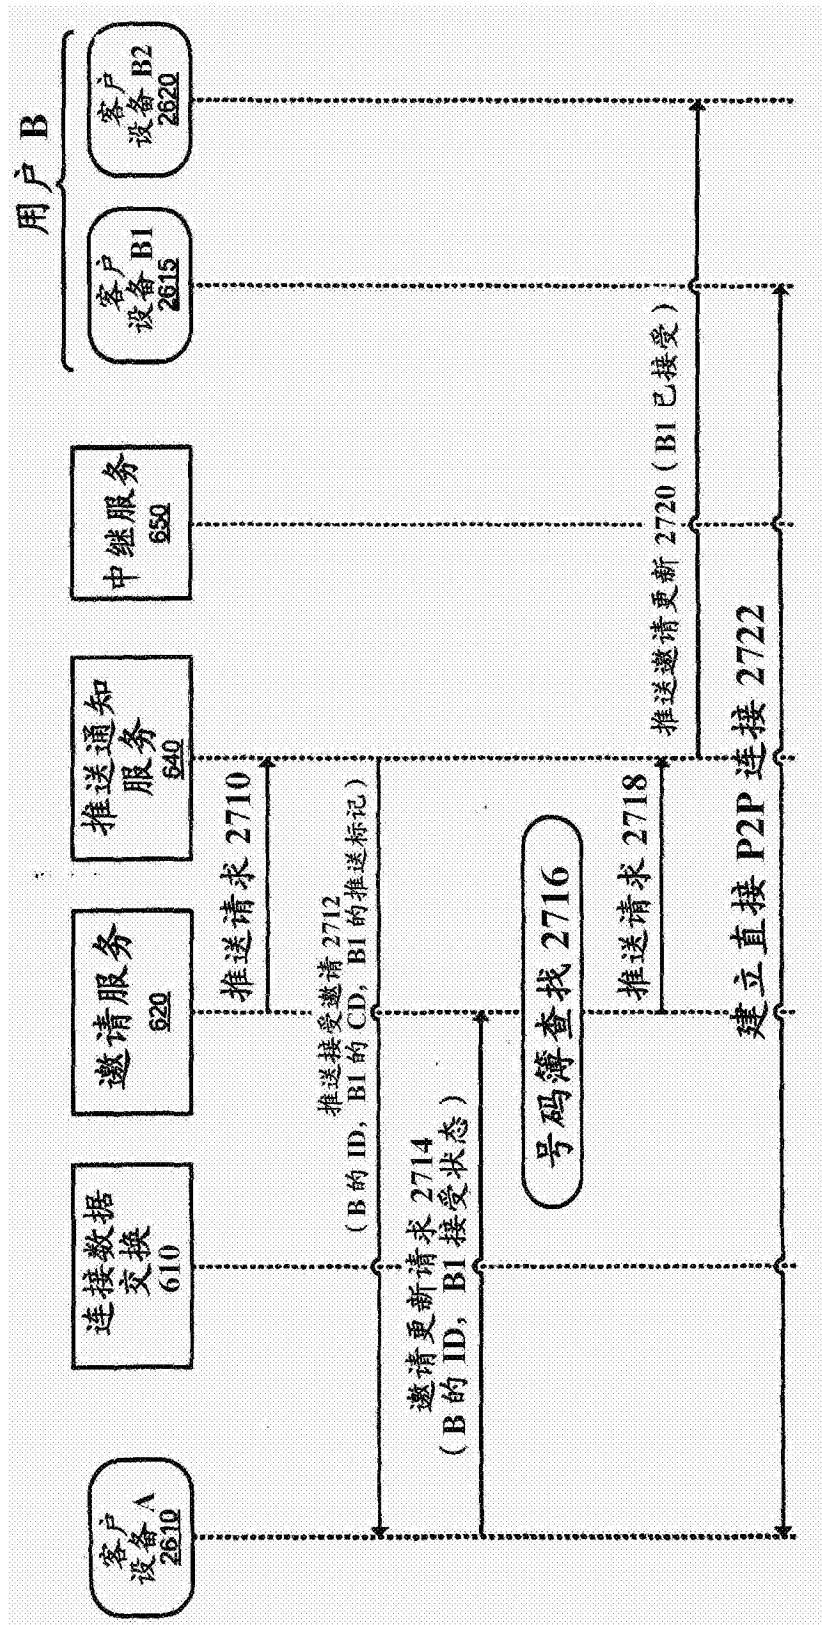 用户 B
客户
设备 A
2610
连接数据
交换
610
邀请服务
620
推送通知
服务
640
中继服务
650
客户
设备 B1
2615
客户
设备 B2
2620
推送请求 2710
推送接受邀请 2712
(B 的 ID, B1 的 CD, B1 的推送标记)
邀请更新请求 2714
(B 的 ID, B1 接受状态)
号码簿查找 2716
推送请求 2718
推送邀请更新 2720 (B1 已接受)
建立直接 P2P 连接 2722